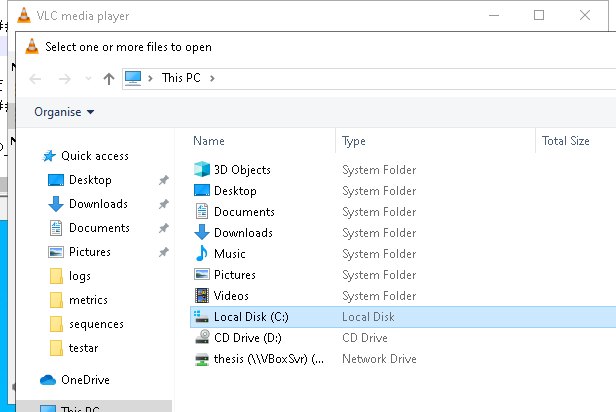 VLC media player
Select one or more files to open
This PC
Organise
Name Type Total Size
Quick access
Desktop
Downloads
Documents
Pictures
logs
metrics
sequences
testar
OneDrive
This PC
3D Objects System Folder
Desktop System Folder
Documents System Folder
Downloads System Folder
Music System Folder
Pictures System Folder
Videos System Folder
Local Disk (C:) Local Disk
CD Drive (D:) CD Drive
thesis (\\VBoxSvr) (... Network Drive